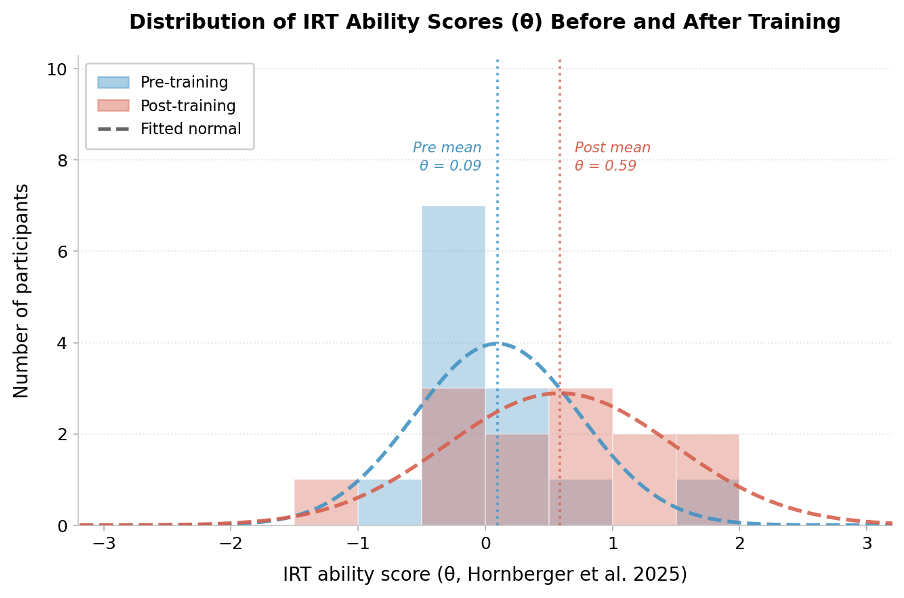 Distribution of IRT Ability Scores (θ) Before and After Training
Number of participants
10
8
6
4
2
0
Pre-training
Post-training
Fitted normal
Pre mean
θ = 0.09
Post mean
θ = 0.59
−3
−2
−1
0
1
2
3
IRT ability score (θ, Hornberger et al. 2025)